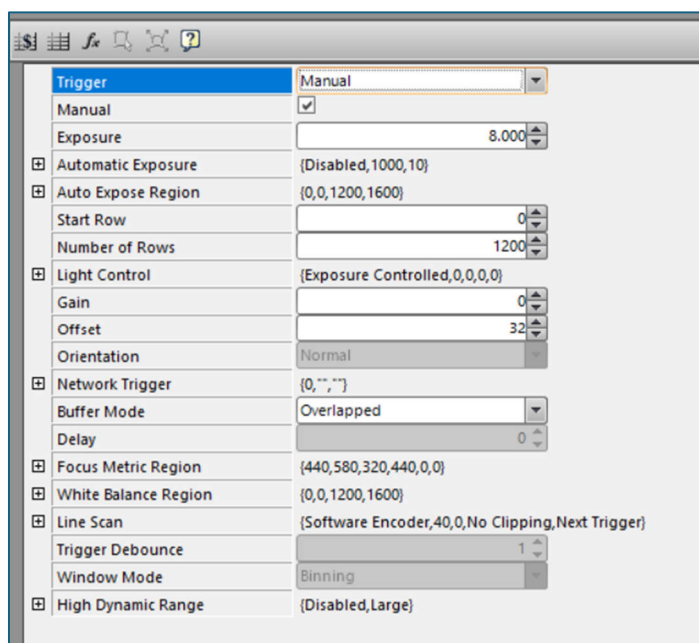 $
fx
?
Trigger Manual
Manual
Exposure 8.000
Automatic Exposure {Disabled,1000,10}
Auto Expose Region {0,0,1200,1600}
Start Row 0
Number of Rows 1200
Light Control {Exposure Controlled,0,0,0,0}
Gain 0
Offset 32
Orientation Normal
Network Trigger {0,"",""}
Buffer Mode Overlapped
Delay 0
Focus Metric Region {440,580,320,440,0,0}
White Balance Region {0,0,1200,1600}
Line Scan {Software Encoder,40,0,No Clipping,Next Trigger}
Trigger Debounce 1
Window Mode Binning
High Dynamic Range {Disabled,Large}